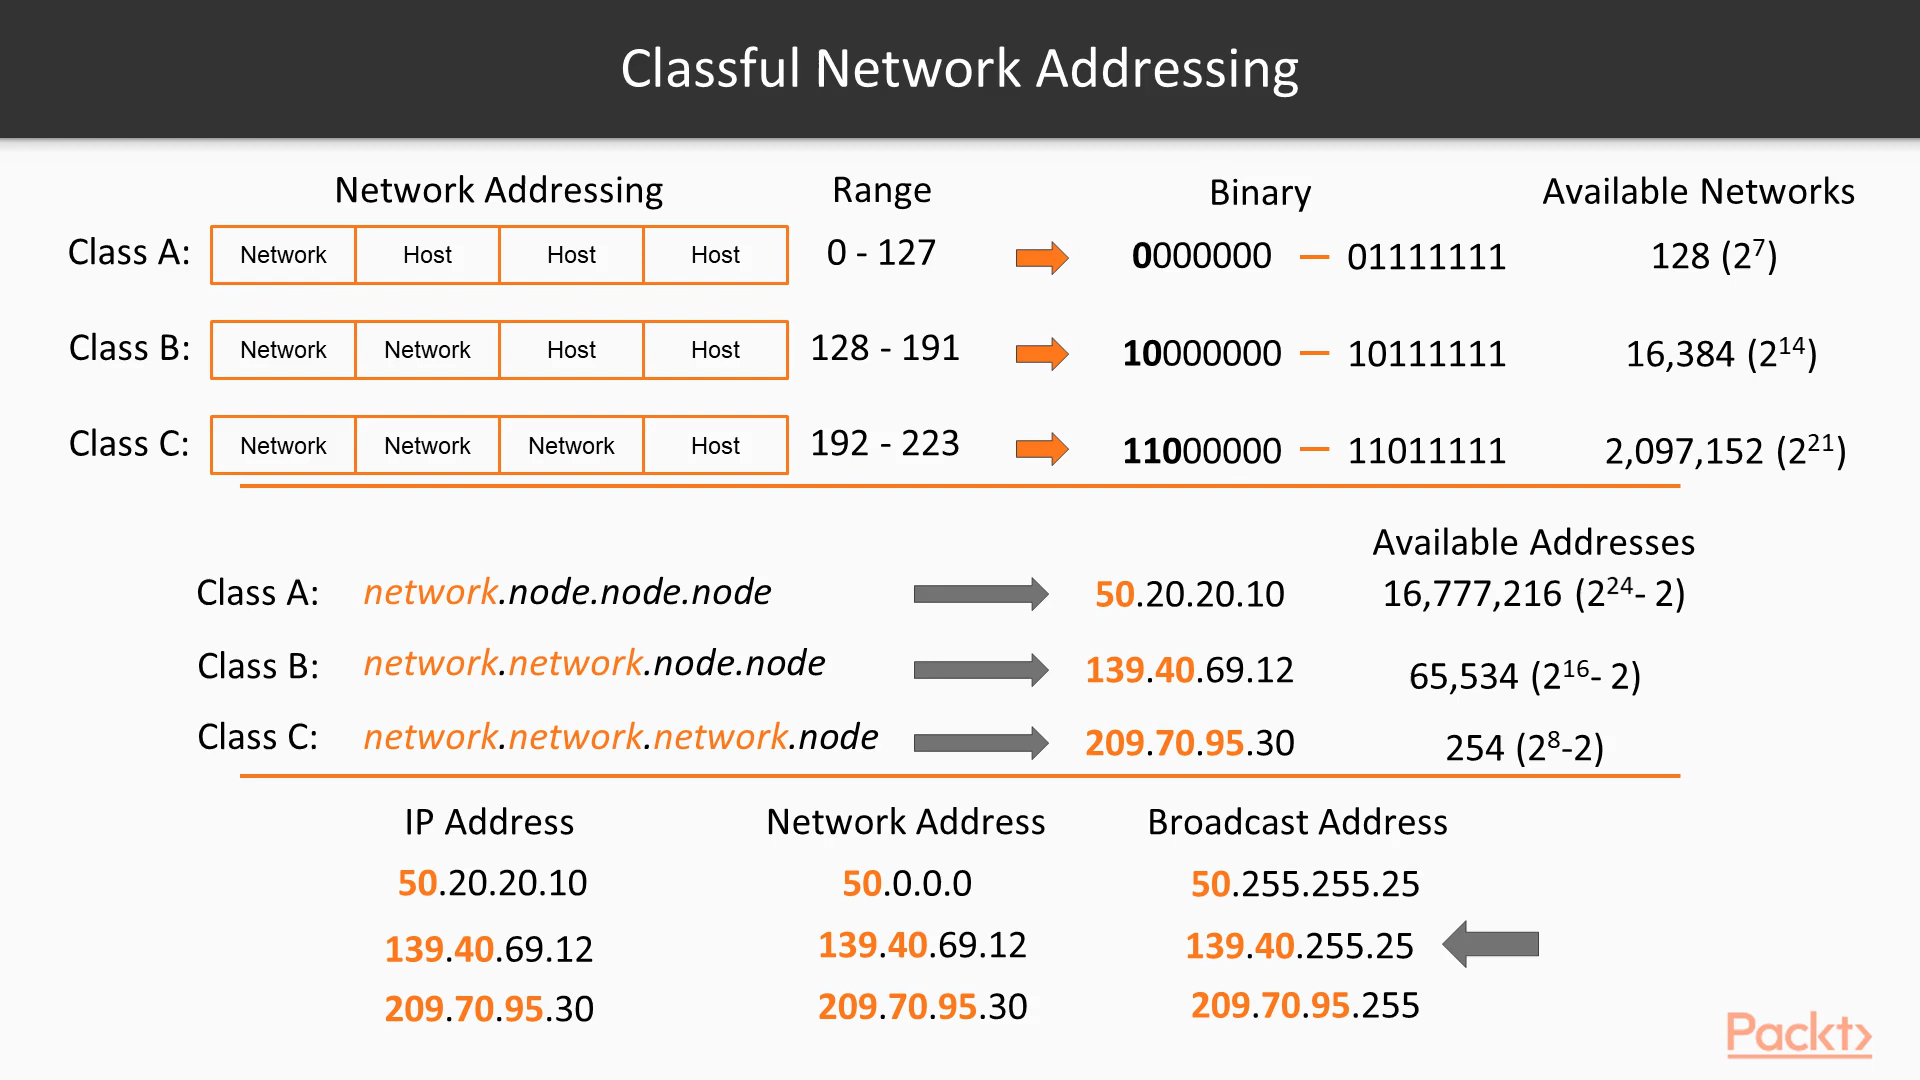 Classful Network Addressing
Network Addressing Range Binary Available Networks
Class A: Network Host Host Host 0 - 127 0000000 — 01111111 128 (2⁷)
Class B: Network Network Host Host 128 - 191 10000000 — 10111111 16,384 (2¹⁴)
Class C: Network Network Network Host 192 - 223 11000000 — 11011111 2,097,152 (2²¹)
Available Addresses
Class A: network.node.node.node 50.20.20.10 16,777,216 (2²⁴- 2)
Class B: network.network.node.node 139.40.69.12 65,534 (2¹⁶- 2)
Class C: network.network.network.node 209.70.95.30 254 (2⁸-2)
IP Address Network Address Broadcast Address
50.20.20.10 50.0.0.0 50.255.255.25
139.40.69.12 139.40.69.12 139.40.255.25
209.70.95.30 209.70.95.30 209.70.95.255
Packt>